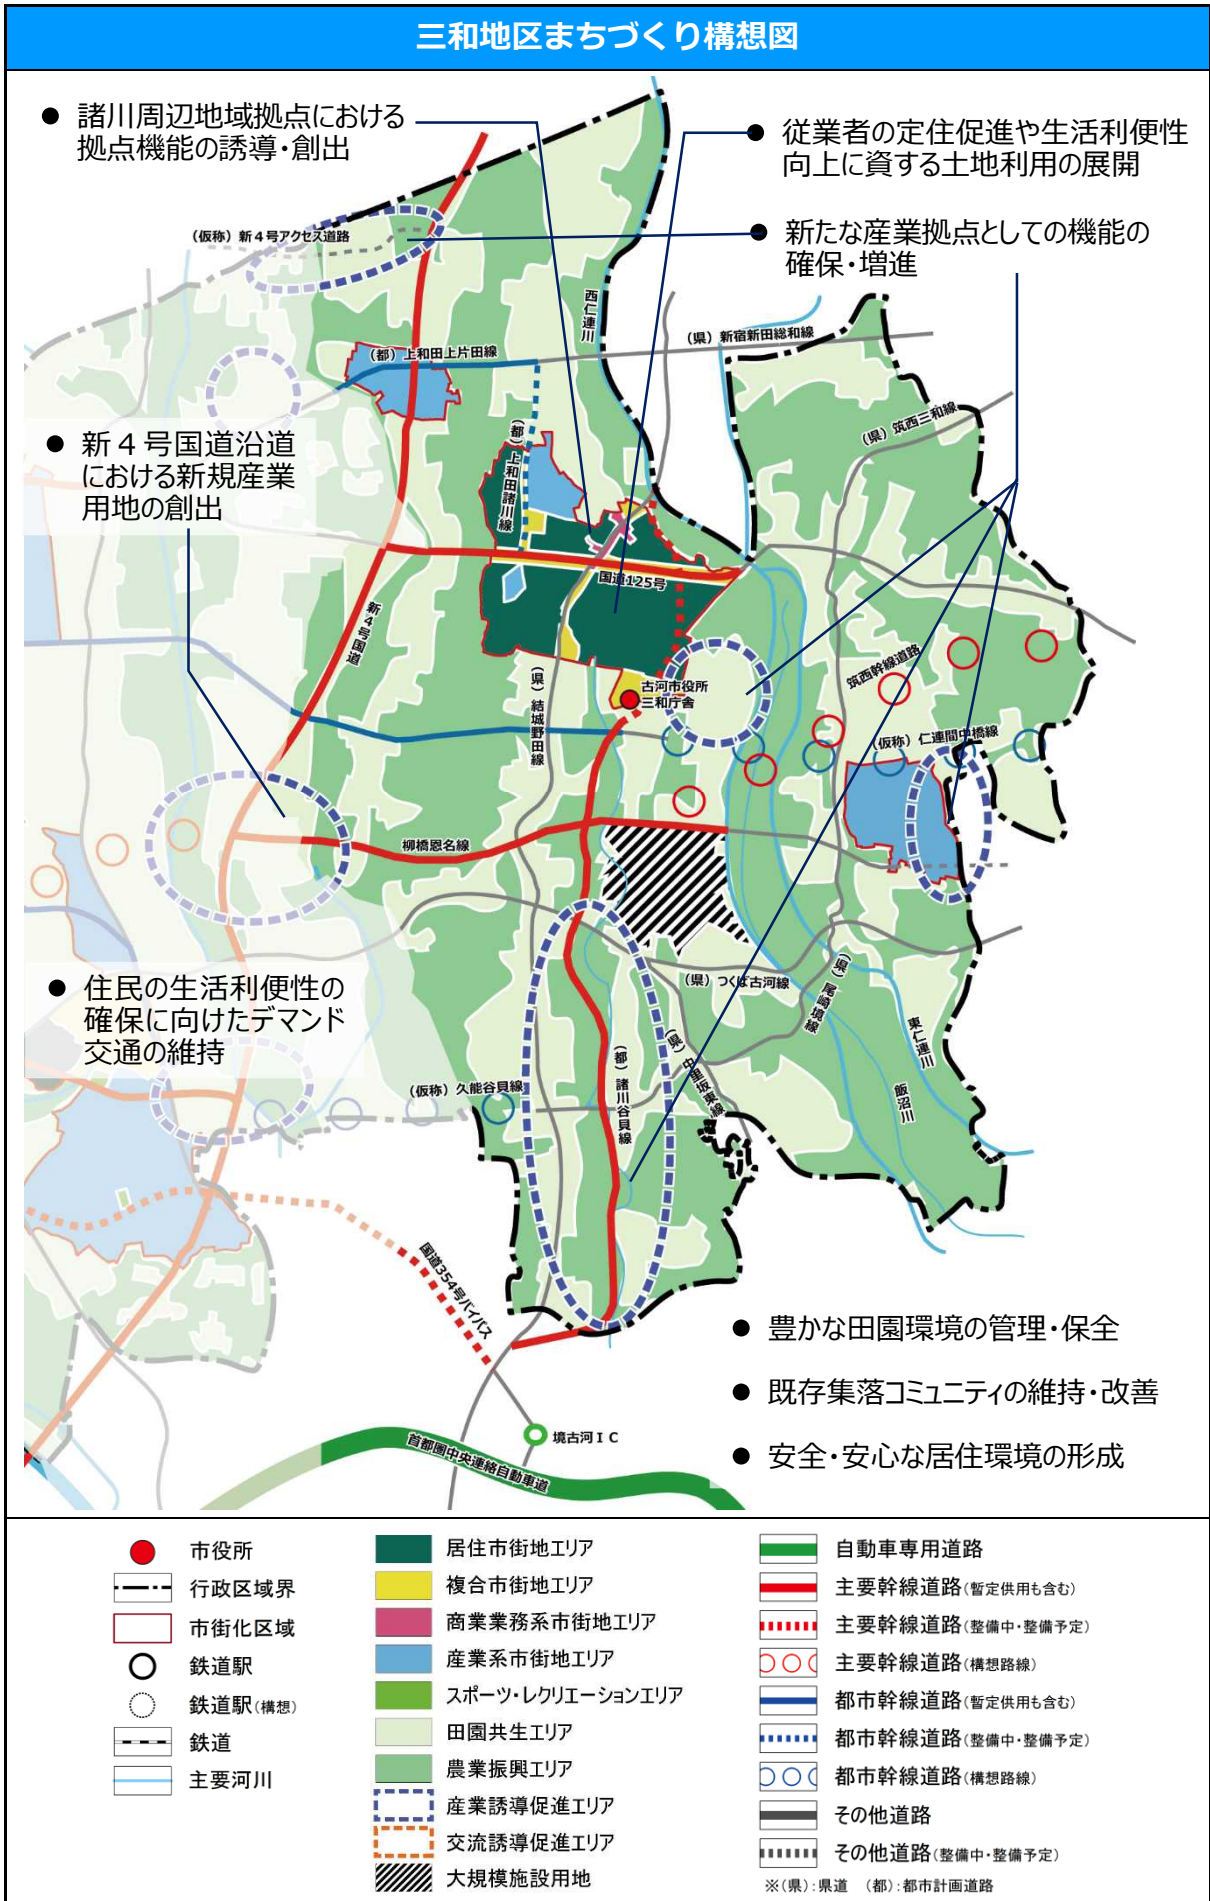 三和地区まちづくり構想図
● 諸川周辺地域拠点における
拠点機能の誘導・創出
● 従業者の定住促進や生活利便性
向上に資する土地利用の展開
● 新たな産業拠点としての機能の
確保・増進
(仮称)新4号アクセス道路
西仁連川
(県)新宿新田総和線
(都)上和田上片田線
(県)筑西三和線
● 新4号国道沿道
における新規産業
用地の創出
(都)上和田諸川線
国道125号
新4号国道
古河市役所
三和庁舎
筑西幹線道路
(県)結城野田線
(仮称)仁連間中橋線
柳橋恩名線
● 住民の生活利便性の
確保に向けたデマンド
交通の維持
(県)つくば古河線
(県)尾崎境線
東仁連川
飯沼川
(県)中里坂東線
(都)諸川谷貝線
(仮称)久能谷貝線
国道354号バイパス
● 豊かな田園環境の管理・保全
● 既存集落コミュニティの維持・改善
● 安全・安心な居住環境の形成
境古河IC
首都圏中央連絡自動車道
市役所
行政区域界
市街化区域
鉄道駅
鉄道駅(構想)
鉄道
主要河川
居住市街地エリア
複合市街地エリア
商業業務系市街地エリア
産業系市街地エリア
スポーツ・レクリエーションエリア
田園共生エリア
農業振興エリア
産業誘導促進エリア
交流誘導促進エリア
大規模施設用地
自動車専用道路
主要幹線道路(暫定供用も含む)
主要幹線道路(整備中・整備予定)
主要幹線道路(構想路線)
都市幹線道路(暫定供用も含む)
都市幹線道路(整備中・整備予定)
都市幹線道路(構想路線)
その他道路
その他道路(整備中・整備予定)
※(県):県道 (都):都市計画道路